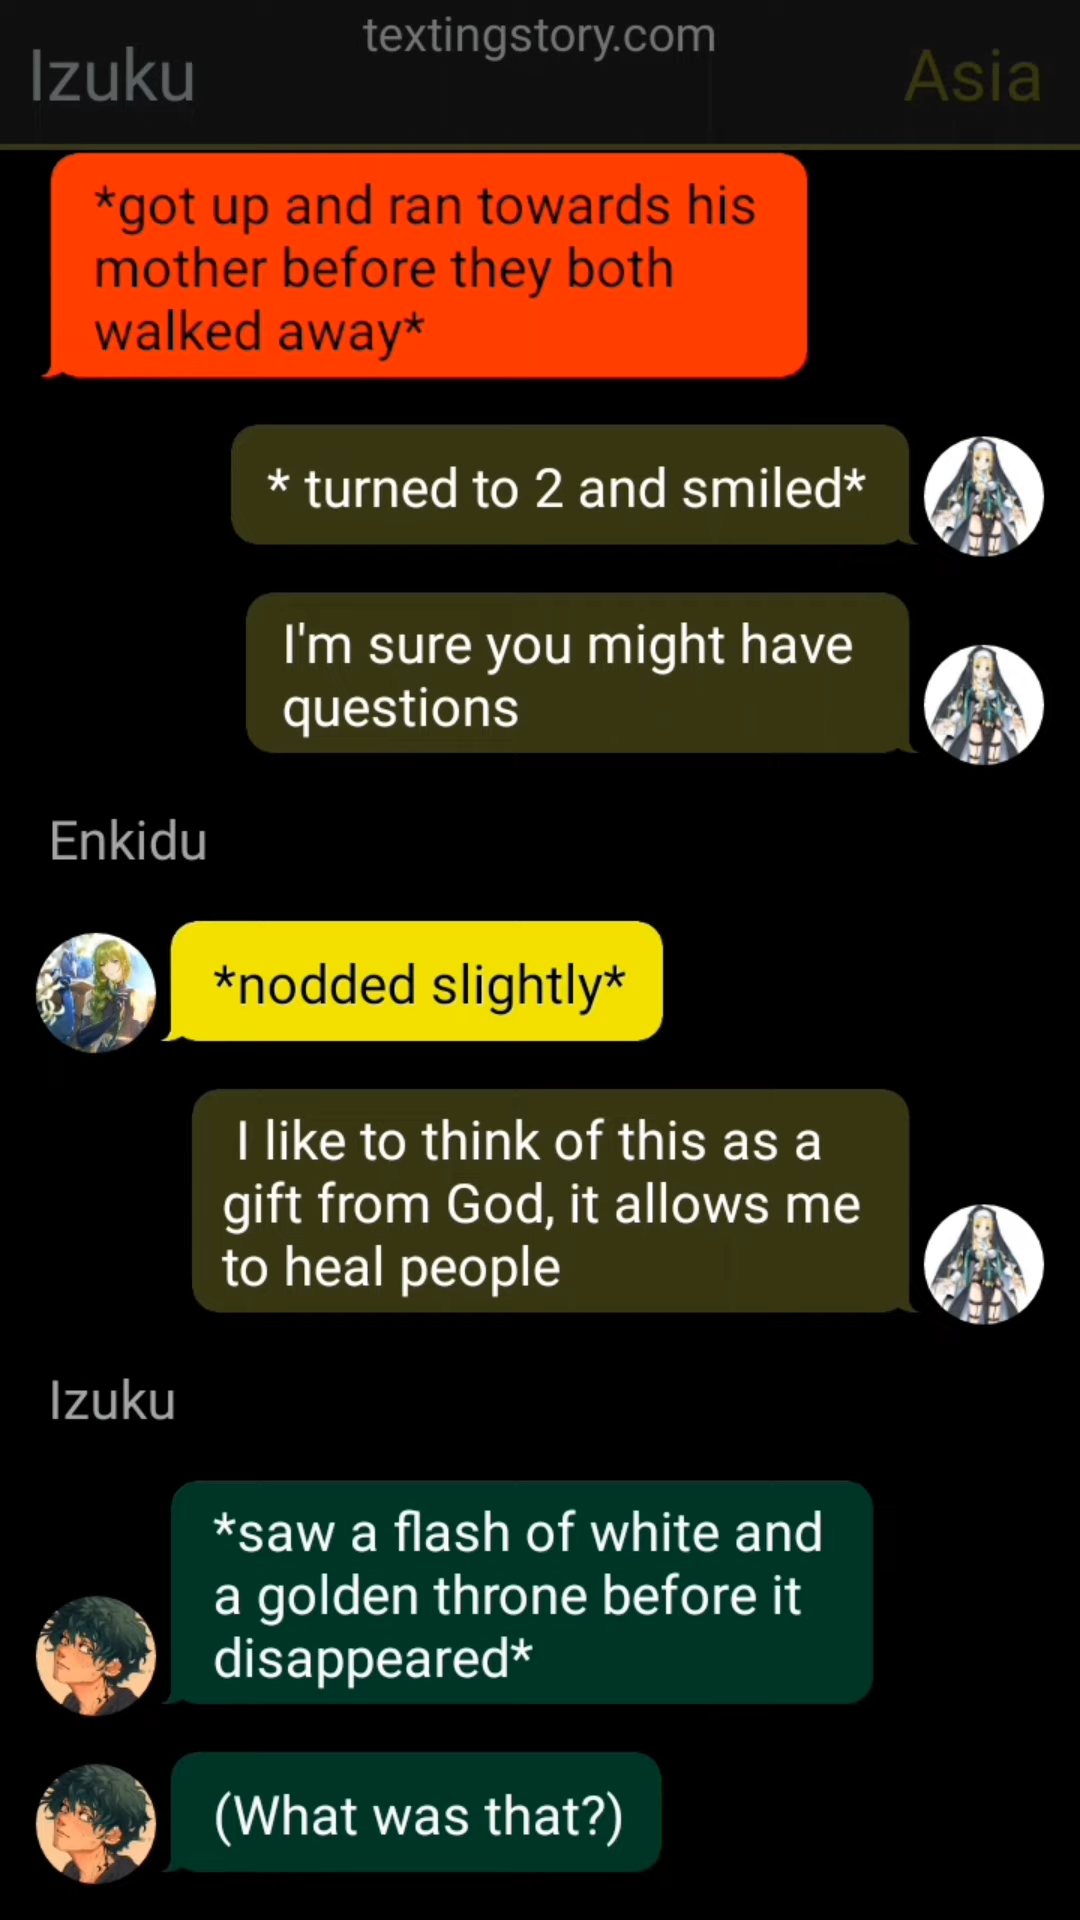 textingstory.com
Izuku
Asia
*got up and ran towards his
mother before they both
walked away*
* turned to 2 and smiled*
I'm sure you might have
questions
Enkidu
*nodded slightly*
I like to think of this as a
gift from God, it allows me
to heal people
Izuku
*saw a flash of white and
a golden throne before it
disappeared*
(What was that?)